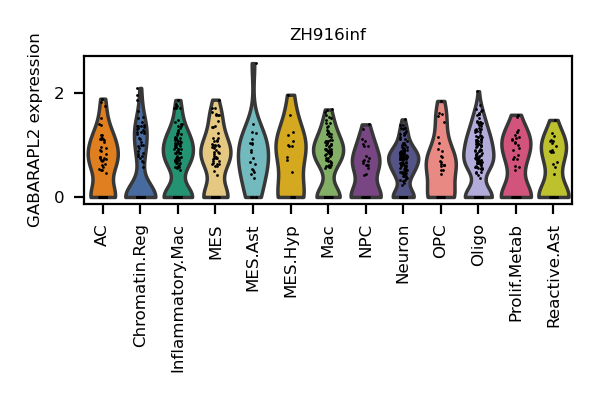 ZH916inf
GABARAPL2 expression
2
0
AC
Chromatin.Reg
Inflammatory.Mac
MES
MES.Ast
MES.Hyp
Mac
NPC
Neuron
OPC
Oligo
Prolif.Metab
Reactive.Ast